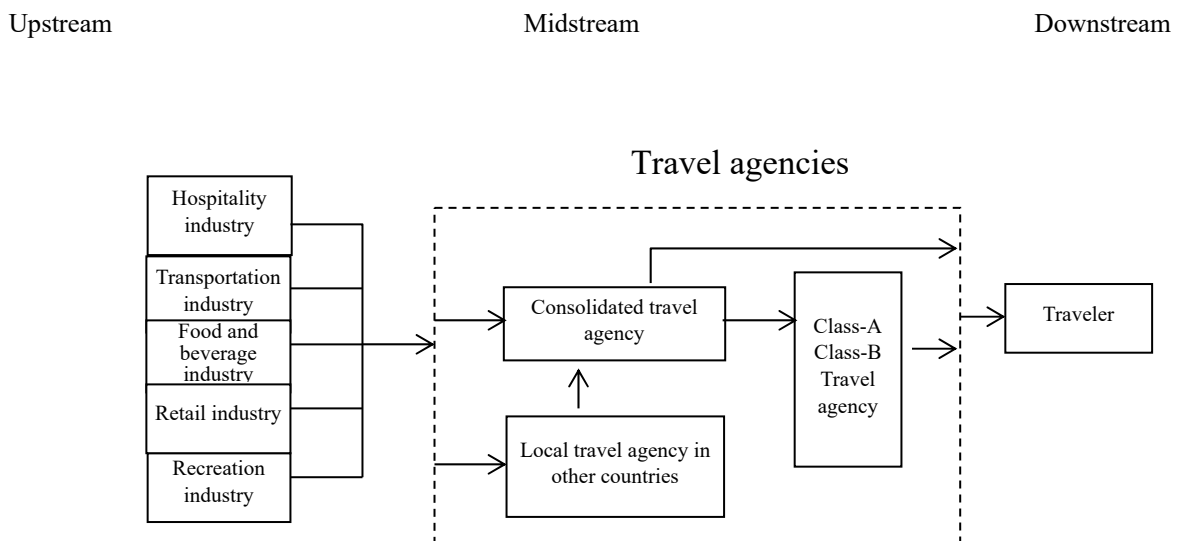 Upstream
Midstream
Downstream
Travel agencies
Hospitality
industry
Transportation
industry
Food and
beverage
industry
Retail industry
Recreation
industry
Consolidated travel
agency
Local travel agency in
other countries
Class-A
Class-B
Travel
agency
Traveler